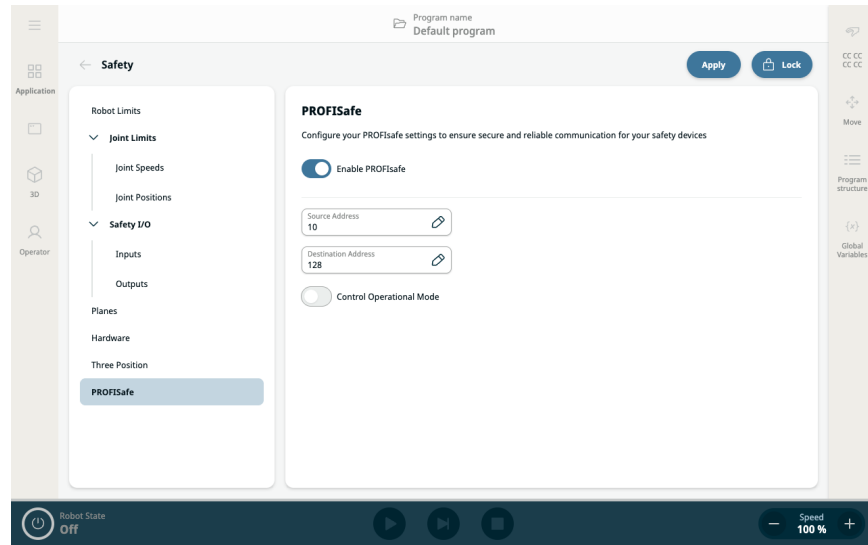 Program name
Default program
Safety
Apply
Lock
CC CC
CC CC
Application
Move
3D
Program
structure
Operator
{x}
Global
Variables
Robot Limits
Joint Limits
Joint Speeds
Joint Positions
Safety I/O
Inputs
Outputs
Planes
Hardware
Three Position
PROFISafe
PROFISafe
Configure your PROFIsafe settings to ensure secure and reliable communication for your safety devices
Enable PROFIsafe
Source Address
10
Destination Address
128
Control Operational Mode
Robot State
Off
Speed
100 %